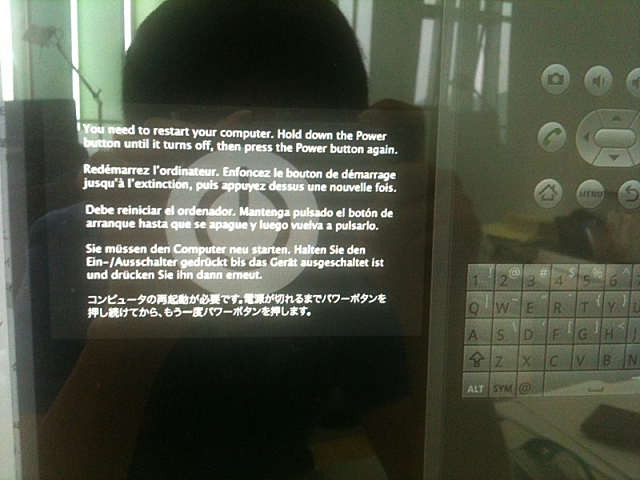 You need to restart your computer. Hold down the Power
button until it turns off, then press the Power button again.
Redémarrez l'ordinateur. Enfoncez le bouton de démarrage
jusqu'à l'extinction, puis appuyez dessus une nouvelle fois.
Debe reiniciar el ordenador. Mantenga pulsado el botón de
arranque hasta que se apague y luego vuelva a pulsarlo.
Sie müssen den Computer neu starten. Halten Sie den
Ein-/Ausschalter gedrückt bis das Gerät ausgeschaltet ist
und drücken Sie ihn dann erneut.
コンピュータの再起動が必要です。電源が切れるまでパワーボタンを
押し続けてから、もう一度パワーボタンを押します。
MENU
1 2 @ 3 # 4 $ 5 % 6
Q W E R T Y U
A S D F G H J
Z X C V B N
ALT SYM @